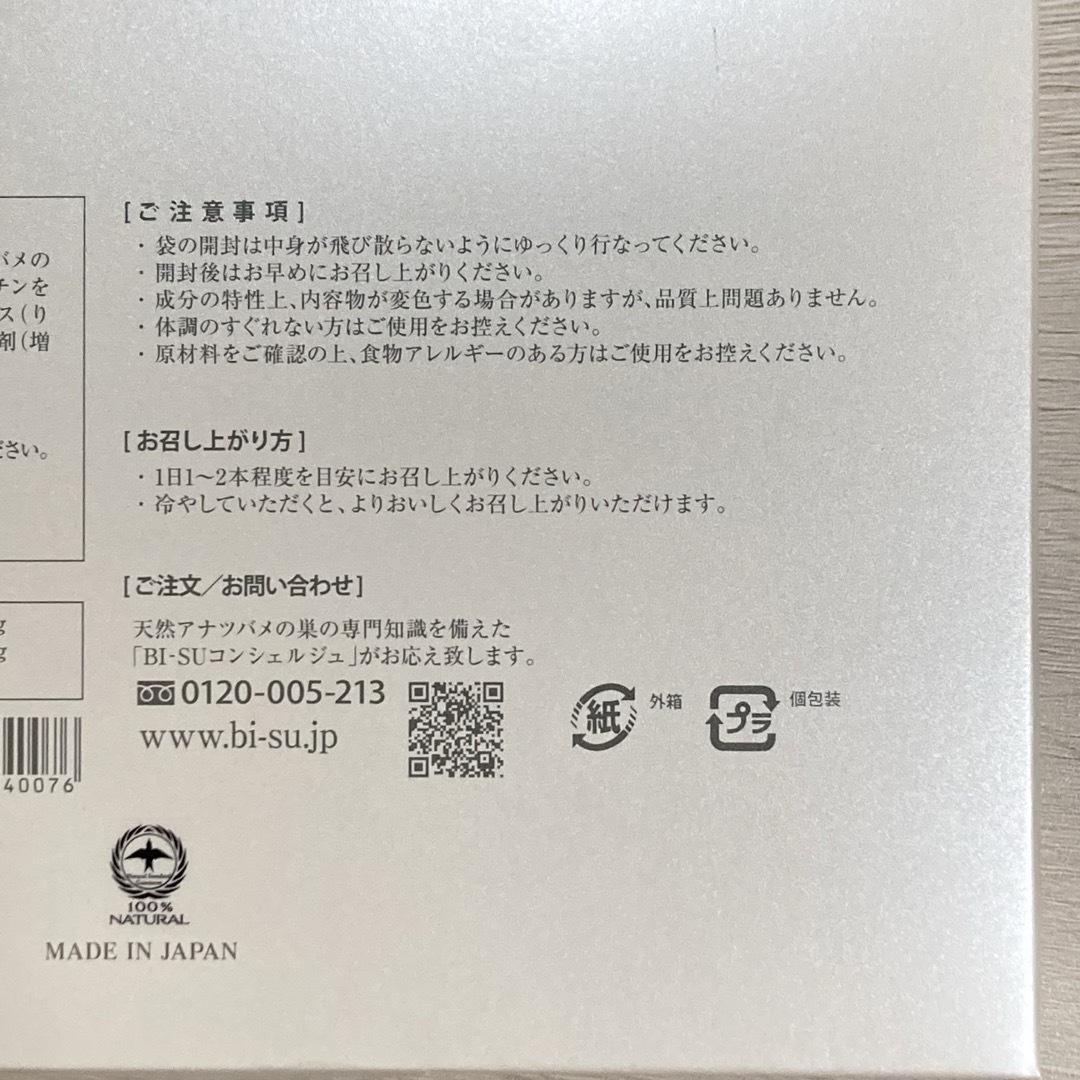 バメの
チンを
ス(り
剤(増
ださい。
g
g
40076
[ご注意事項]
・袋の開封は中身が飛び散らないようにゆっくり行なってください。
・開封後はお早めにお召し上がりください。
・成分の特性上、内容物が変色する場合がありますが、品質上問題ありません。
・体調のすぐれない方はご使用をお控えください。
・原材料をご確認の上、食物アレルギーのある方はご使用をお控えください。
[お召し上がり方]
・1日1〜2本程度を目安にお召し上がりください。
・冷やしていただくと、よりおいしくお召し上がりいただけます。
[ご注文／お問い合わせ]
天然アナツバメの巣の専門知識を備えた
「BI-SUコンシェルジュ」がお応え致します。
0120-005-213
www.bi-su.jp
紙 外箱
プラ 個包装
100%
NATURAL
MADE IN JAPAN